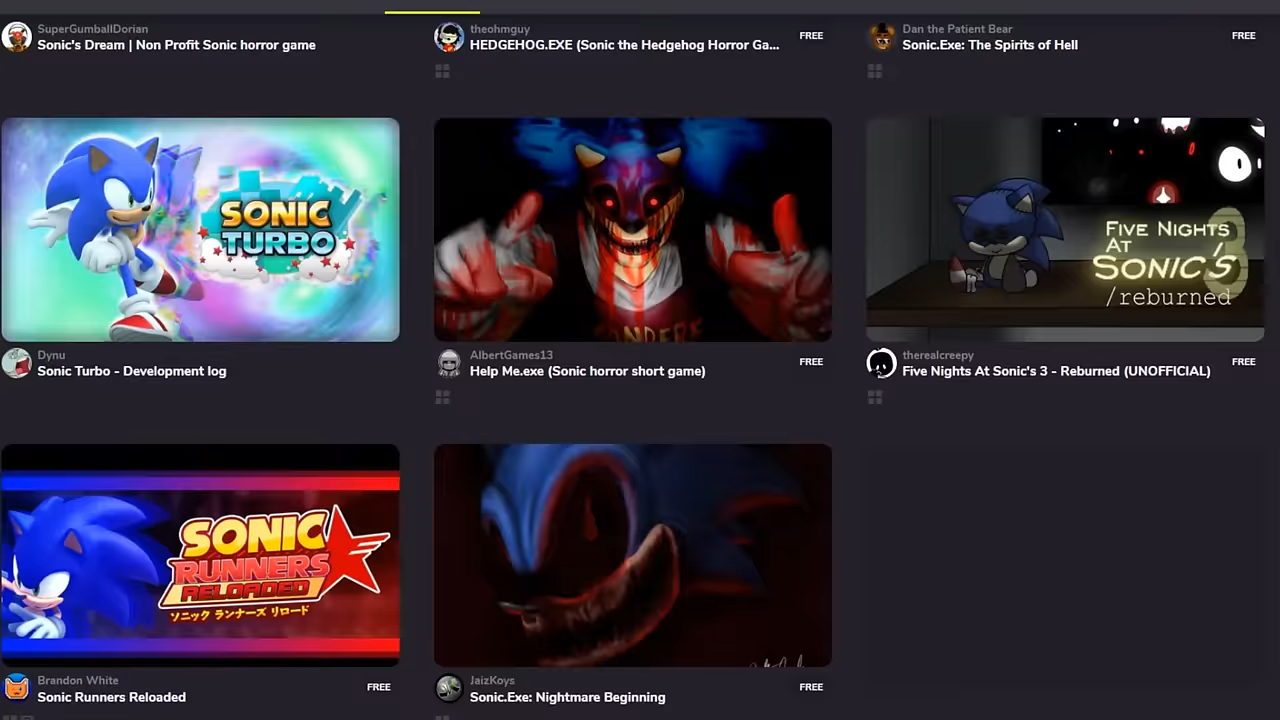 SuperGumballDorian
Sonic's Dream | Non Profit Sonic horror game
theohmguy
HEDGEHOG.EXE (Sonic the Hedgehog Horror Ga...
FREE
Dan the Patient Bear
Sonic.Exe: The Spirits of Hell
FREE
SONIC
TURBO
ANDERS
FIVE NIGHTS
AT
SONIC'S
3
/reburned
Dynu
Sonic Turbo - Development log
AlbertGames13
Help Me.exe (Sonic horror short game)
FREE
therealcreepy
Five Nights At Sonic's 3 - Reburned (UNOFFICIAL)
FREE
SONIC
RUNNERS
RELOADED
ソニック ランナーズ リロード
Brandon White
Sonic Runners Reloaded
FREE
JaizKoys
Sonic.Exe: Nightmare Beginning
FREE